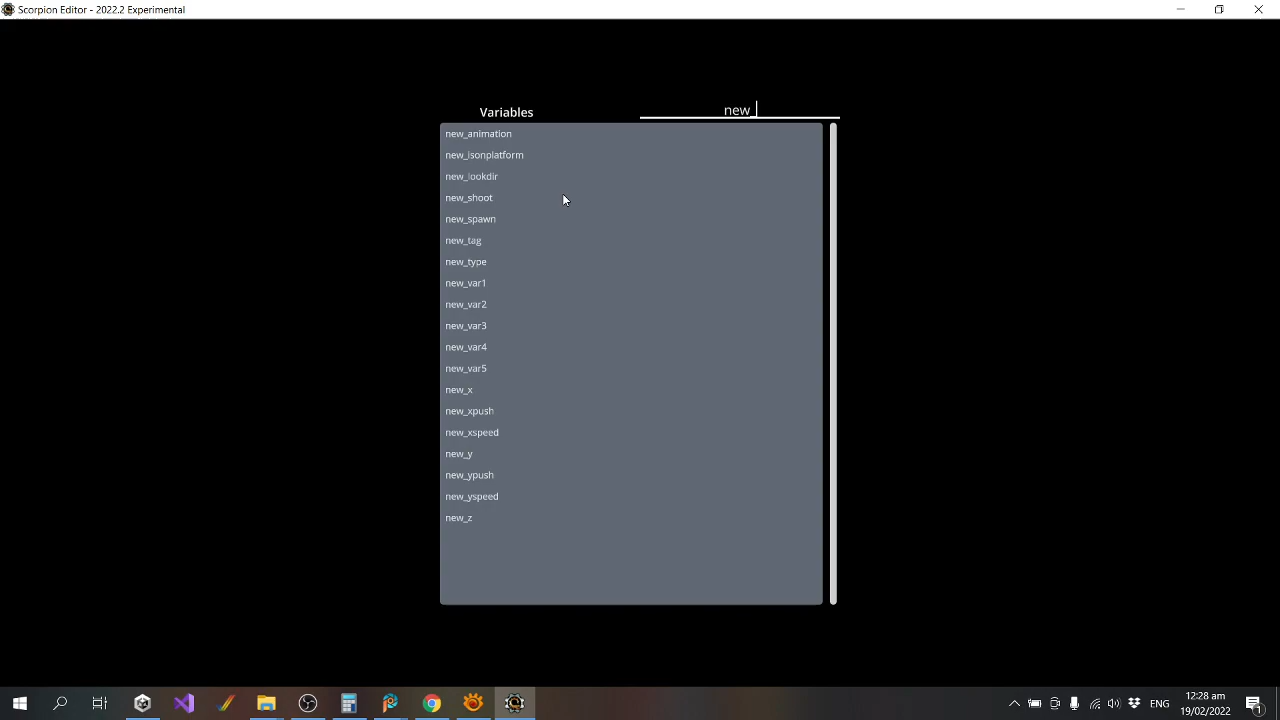 Scorpion Editor - 2022.2 Experimental
Variables
new_
new_animation
new_isonplatform
new_lookdir
new_shoot
new_spawn
new_tag
new_type
new_var1
new_var2
new_var3
new_var4
new_var5
new_x
new_xpush
new_xspeed
new_y
new_ypush
new_yspeed
new_z
ENG
12:28 am
19/02/2022
1